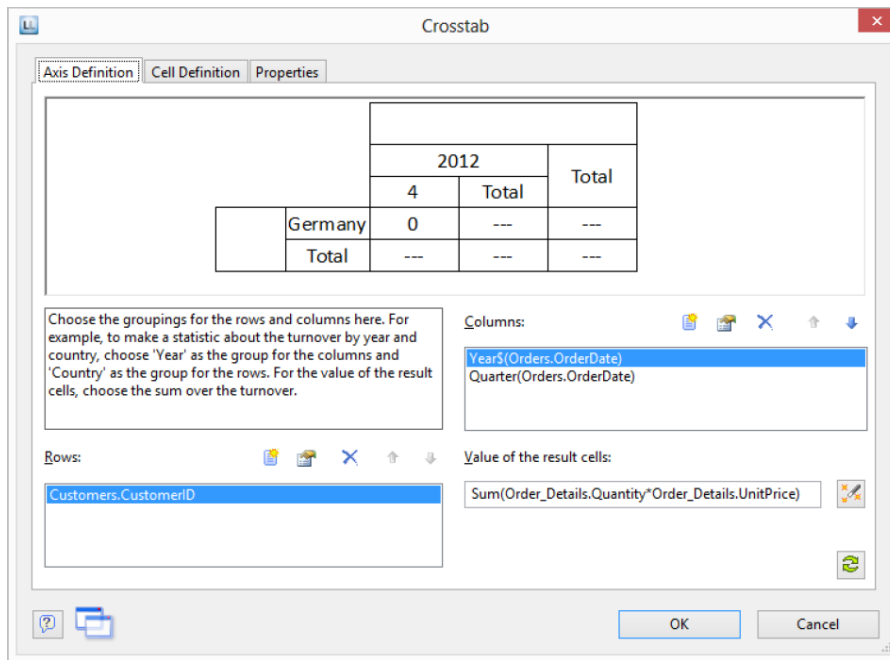 Crosstab
Axis Definition
Cell Definition
Properties
2012
Total
4
Total
Germany
0
---
---
Total
---
---
---
Choose the groupings for the rows and columns here. For
example, to make a statistic about the turnover by year and
country, choose 'Year' as the group for the columns and
'Country' as the group for the rows. For the value of the result
cells, choose the sum over the turnover.
Columns:
Year$(Orders.OrderDate)
Quarter(Orders.OrderDate)
Rows:
Customers.CustomerID
Value of the result cells:
Sum(Order_Details.Quantity*Order_Details.UnitPrice)
OK
Cancel